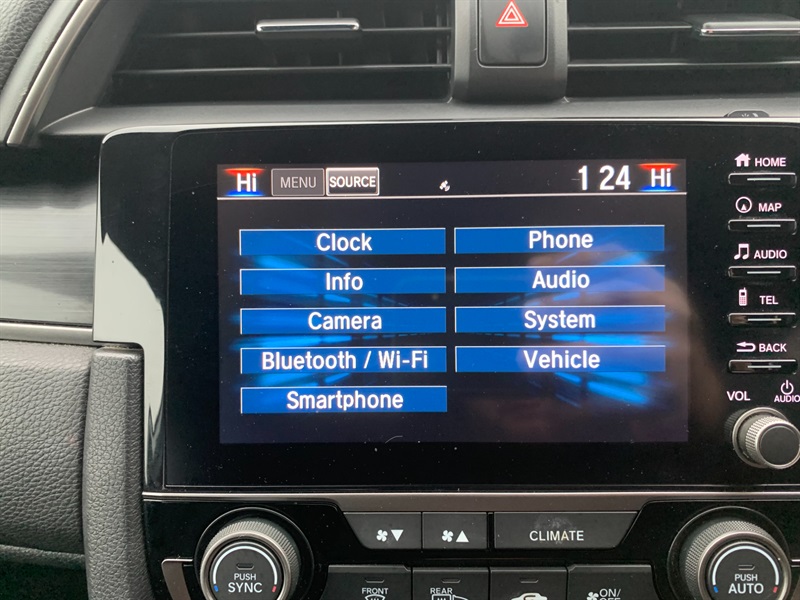 Hi MENU SOURCE 1 24 Hi
Clock Phone
Info Audio
Camera System
Bluetooth / Wi-Fi Vehicle
Smartphone
HOME
MAP
AUDIO
TEL
BACK
VOL AUDIO
CLIMATE
PUSH
SYNC
PUSH
AUTO
FRONT REAR ON/
OFF